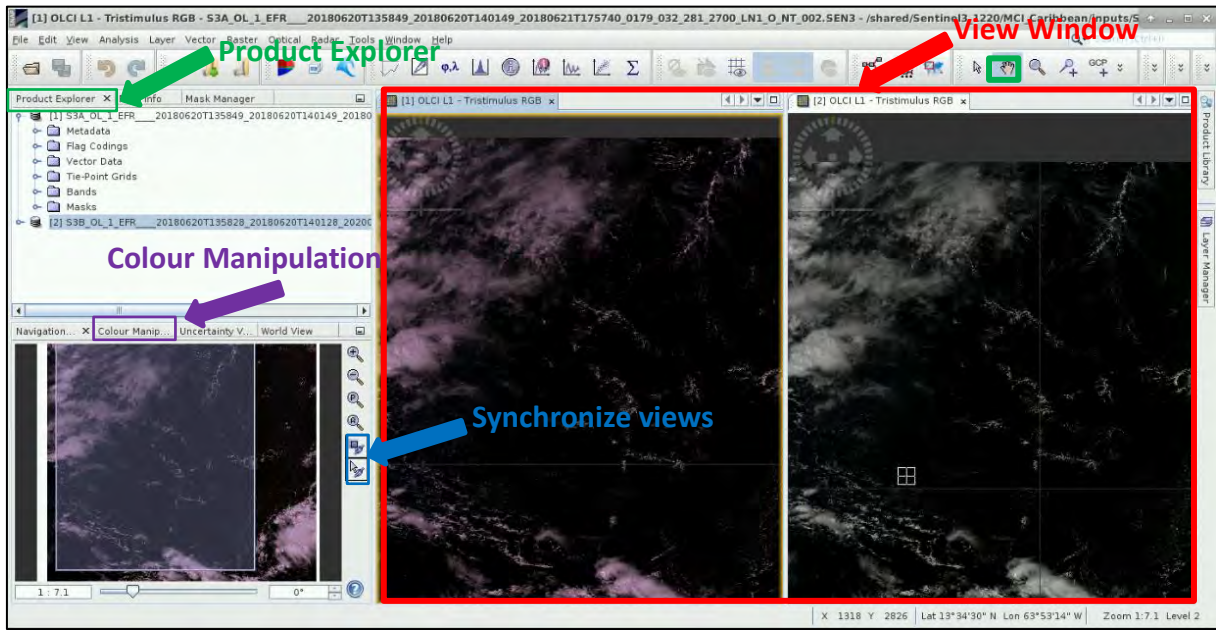 [1] OLCI L1 - Tristimulus RGB - S3A_OL_1_EFR____20180620T135849_20180620T140149_20180621T175740_0179_032_281_2700_LN1_O_NT_002.SEN3 - /shared/Sentinel3_1220/MCI_Caribbean/inputs/S
File Edit View Analysis Layer Vector Raster Optical Radar Tools Window Help
Product Explorer
View Window
φ,λ
Σ
GCP
Product Explorer
Info
Mask Manager
[1] S3A_OL_1_EFR____20180620T135849_20180620T140149_20180
Metadata
Flag Codings
Vector Data
Tie-Point Grids
Bands
Masks
[2] S3B_OL_1_EFR____20180620T135828_20180620T140128_2020
Colour Manipulation
Navigation...
Colour Manip...
Uncertainty V...
World View
1 : 7.1
0°
[1] OLCI L1 - Tristimulus RGB
[2] OLCI L1 - Tristimulus RGB
Synchronize views
Product Library
Layer Manager
X 1318 Y 2826 Lat 13°34'30" N Lon 63°53'14" W Zoom 1:7.1 Level 2